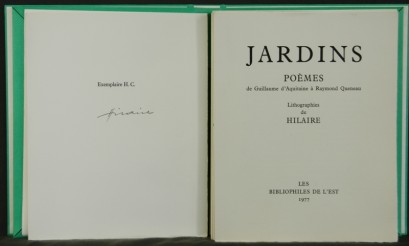 Exemplaire H. C.
Hilaire
JARDINS
POÈMES
de Guillaume d'Aquitaine à Raymond Queneau
Lithographies
de
HILAIRE
LES
BIBLIOPHILES DE L'EST
1977